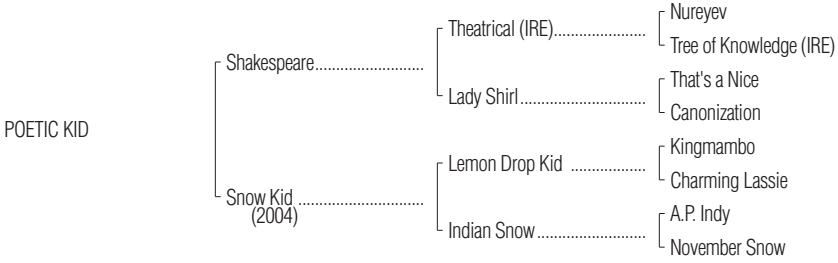 Nureyev
Theatrical (IRE)......................
Tree of Knowledge (IRE)
Shakespeare..........................
That's a Nice
Lady Shirl..............................
Canonization
POETIC KID
Kingmambo
Lemon Drop Kid ..................
Charming Lassie
Snow Kid ..............................
(2004)
A.P. Indy
Indian Snow..........................
November Snow